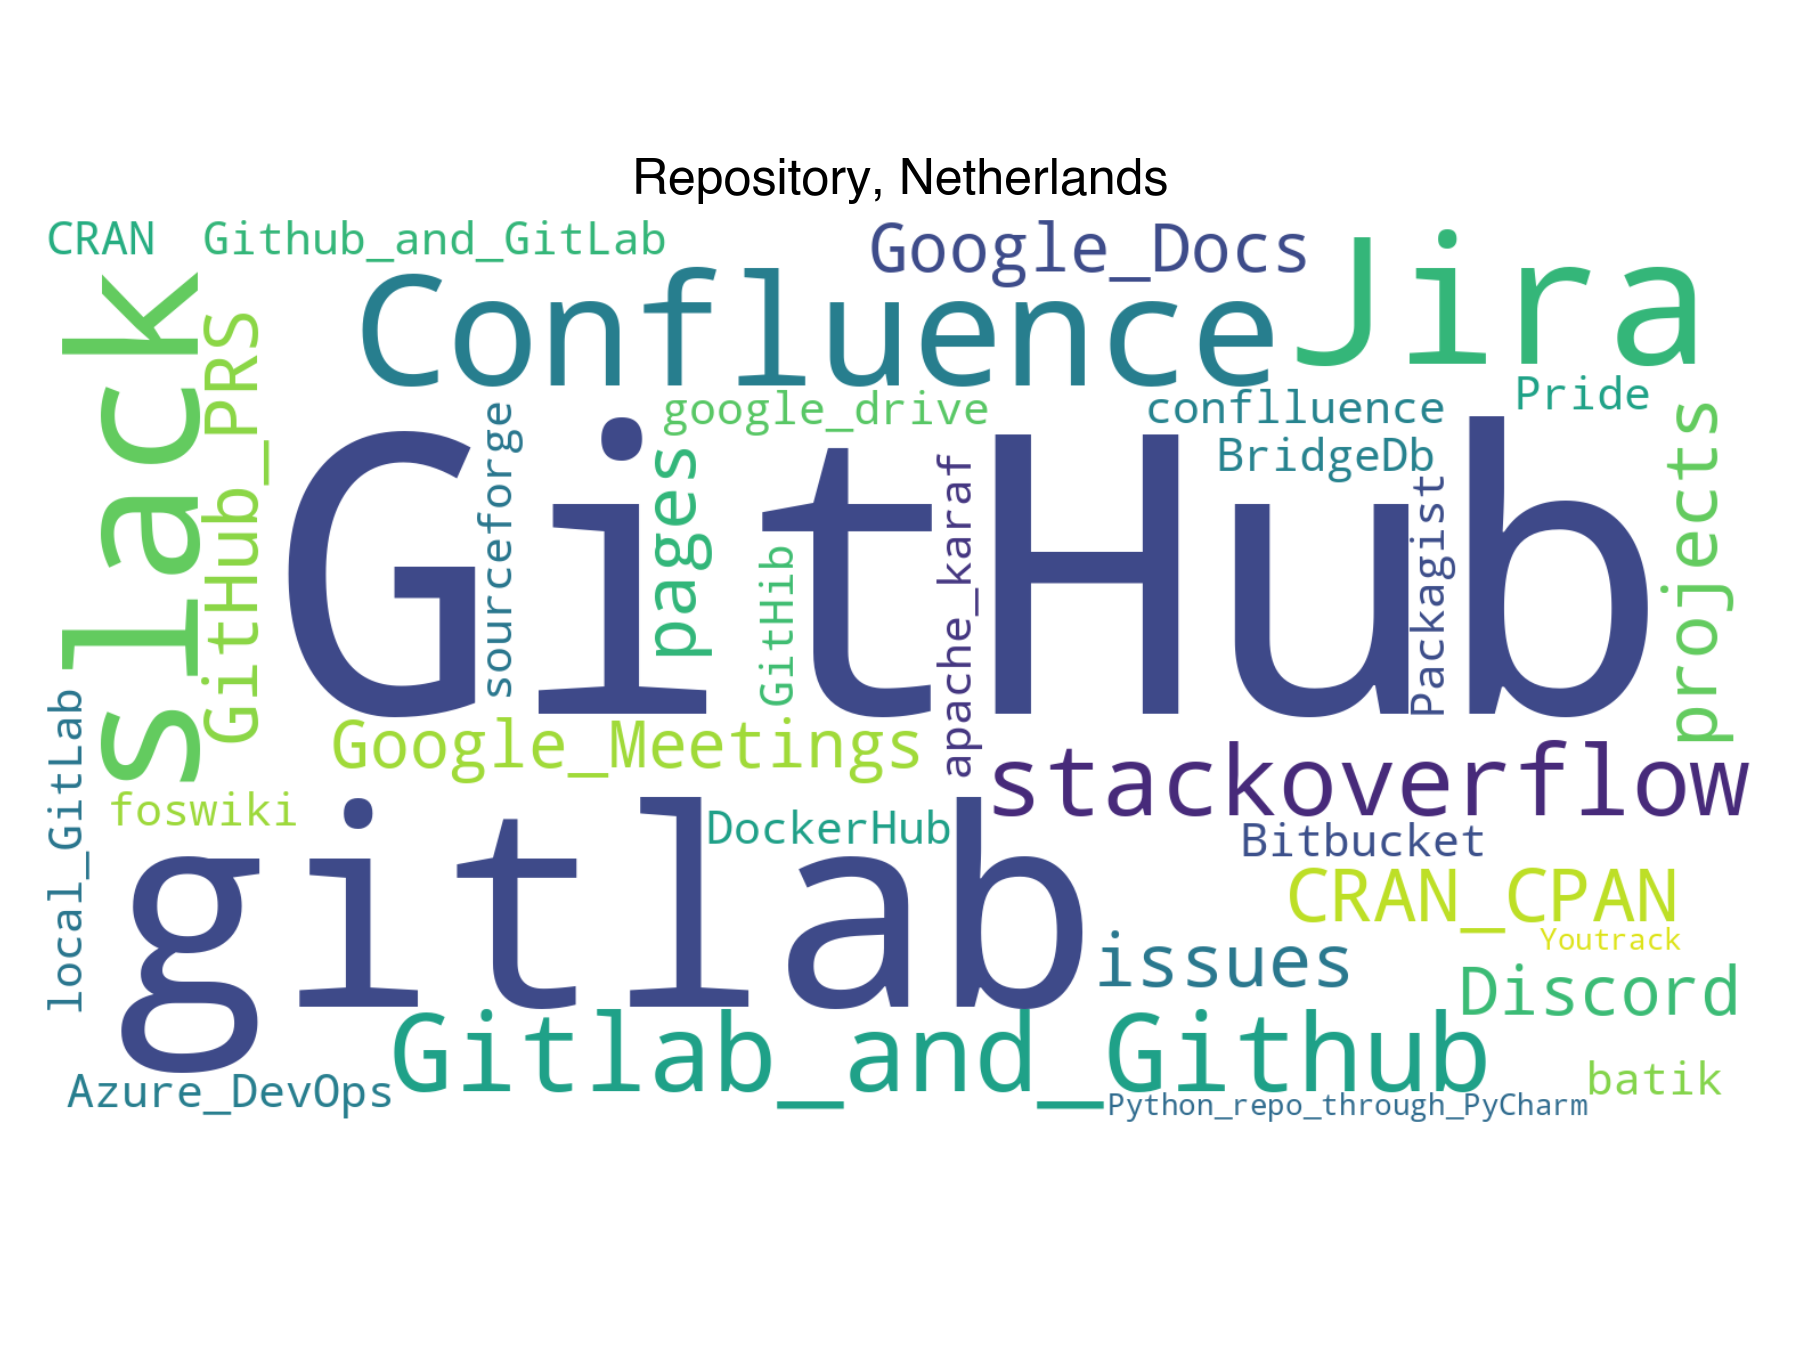 Repository, Netherlands
CRAN
Github_and_GitLab
Google_Docs
Jira
Confluence
slack
GitHub_PRS
google_drive
conflluence
Pride
BridgeDb
projects
sourceforge
pages
GitHub
GitHib
apache_karaf
Packagist
local_GitLab
Google_Meetings
stackoverflow
foswiki
DockerHub
Bitbucket
gitlab
CRAN_CPAN
Youtrack
issues
Discord
Gitlab_and_Github
Azure_DevOps
Python_repo_through_PyCharm
batik